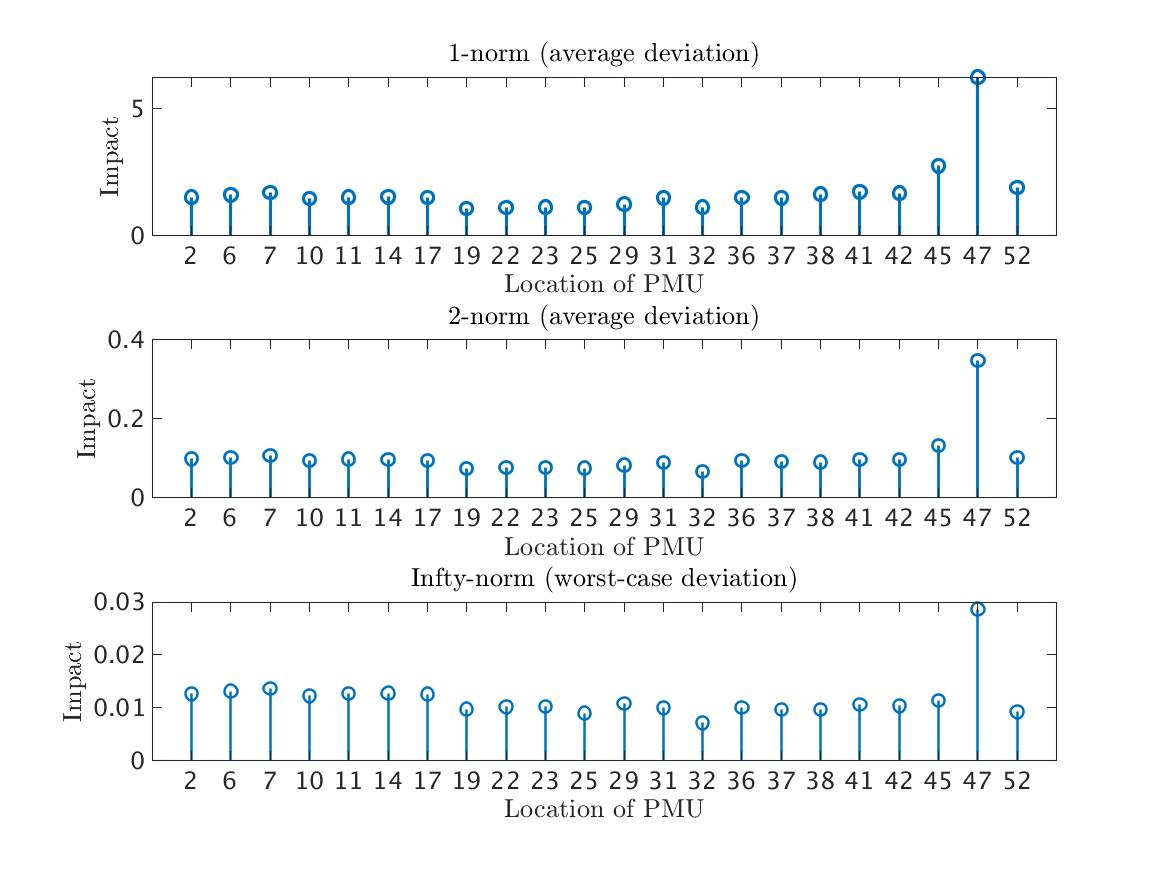 1-norm (average deviation)
5
0
Impact
2 6 7 10 11 14 17 19 22 23 25 29 31 32 36 37 38 41 42 45 47 52
Location of PMU
2-norm (average deviation)
0.4
0.2
0
Impact
2 6 7 10 11 14 17 19 22 23 25 29 31 32 36 37 38 41 42 45 47 52
Location of PMU
Infty-norm (worst-case deviation)
0.03
0.02
0.01
0
Impact
2 6 7 10 11 14 17 19 22 23 25 29 31 32 36 37 38 41 42 45 47 52
Location of PMU